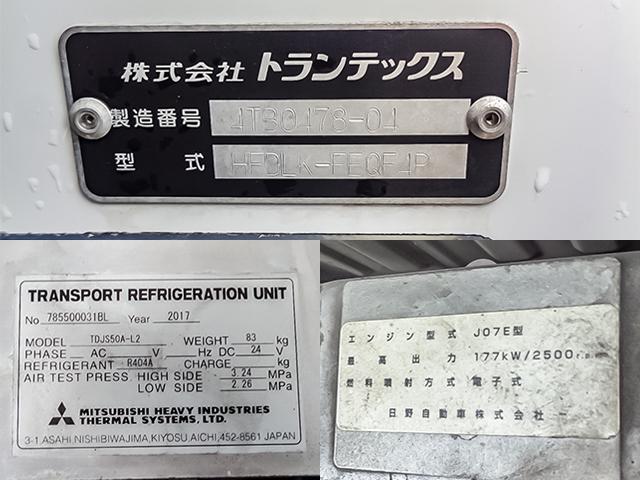 株式会社 トランテックス
製造番号 4TB0478-04
型式 HFDLK-FEQF4P
TRANSPORT REFRIGERATION UNIT
No 785500031BL Year 2017
MODEL TDJS50A-L2 WEIGHT 83 kg
PHASE AC V Hz DC 24 V
REFRIGERANT R404A CHARGE kg
AIR TEST PRESS. HIGH SIDE 3.24 MPa
LOW SIDE 2.26 MPa
MITSUBISHI HEAVY INDUSTRIES
THERMAL SYSTEMS, LTD.
3-1,ASAHI,NISHIBIWAJIMA,KIYOSU,AICHI,452-8561 JAPAN
エンジン型式 J07E型
最高出力 177kW/2500
燃料噴射方式 電子式
日野自動車株式会社